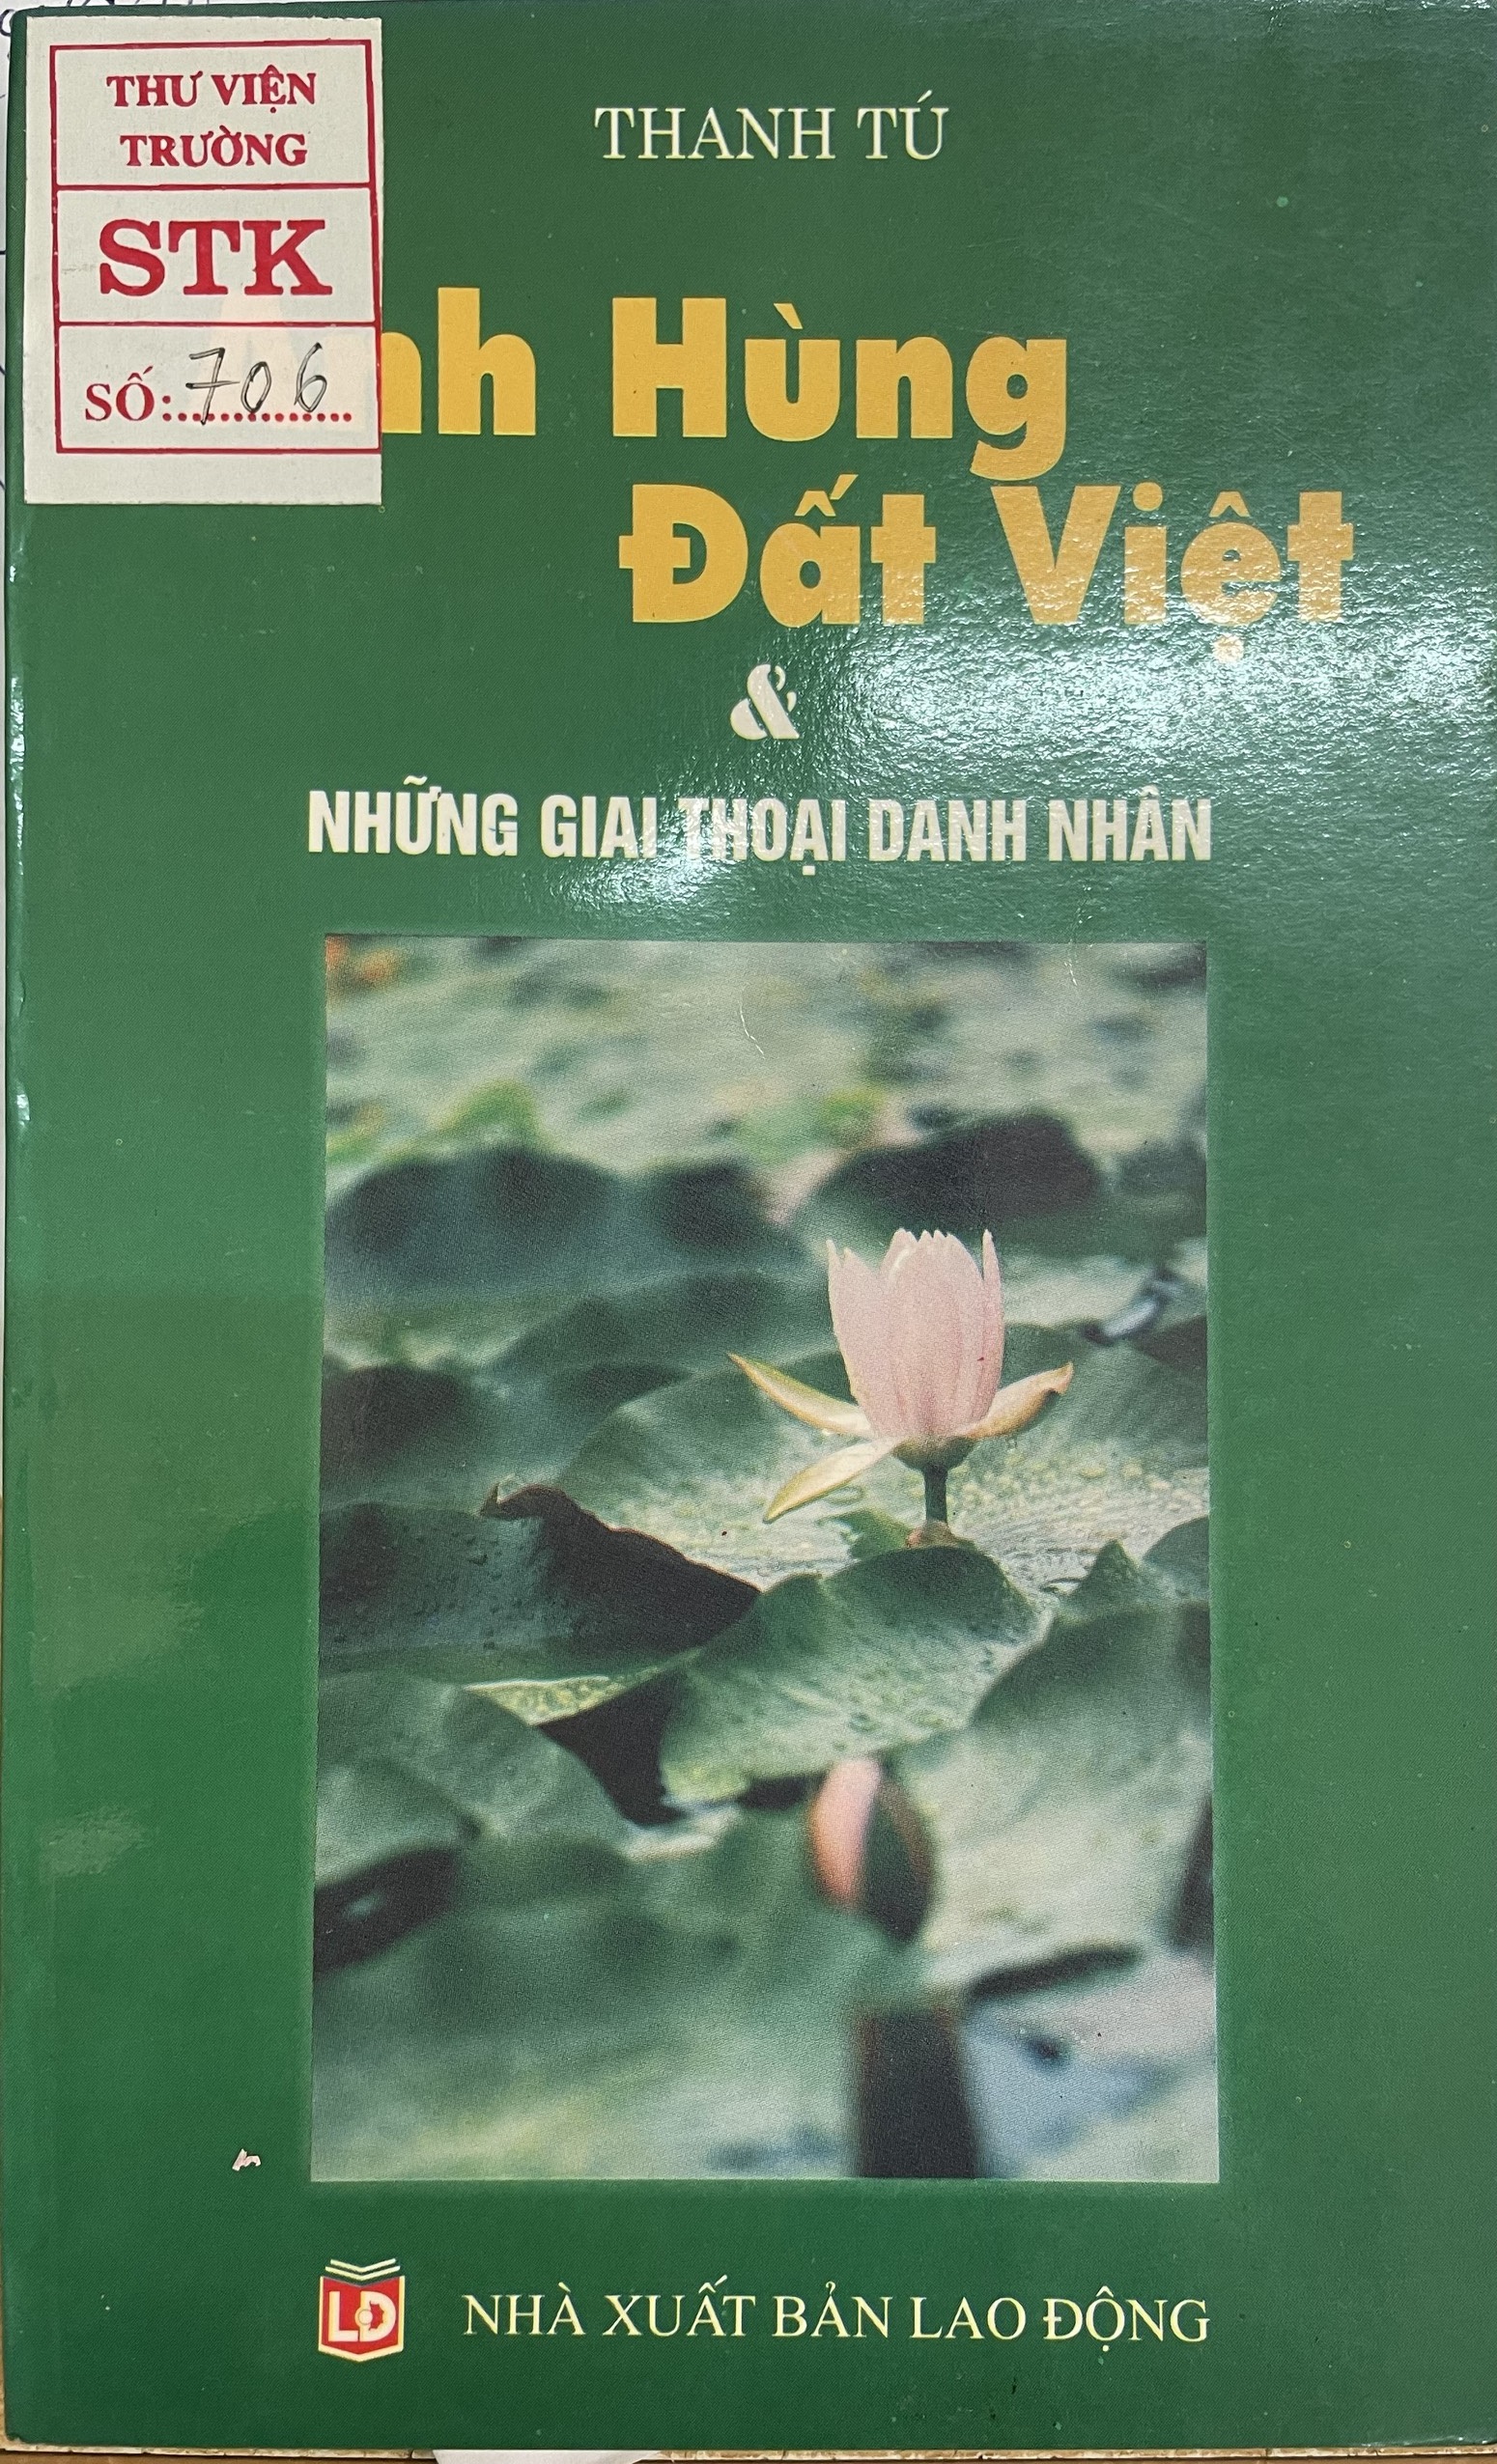 THƯ VIỆN
TRƯỜNG
STK
SỐ:.706
THANH TÚ
Anh Hùng
Đất Việt
&
NHỮNG GIAI THOẠI DANH NHÂN
LĐ
NHÀ XUẤT BẢN LAO ĐỘNG